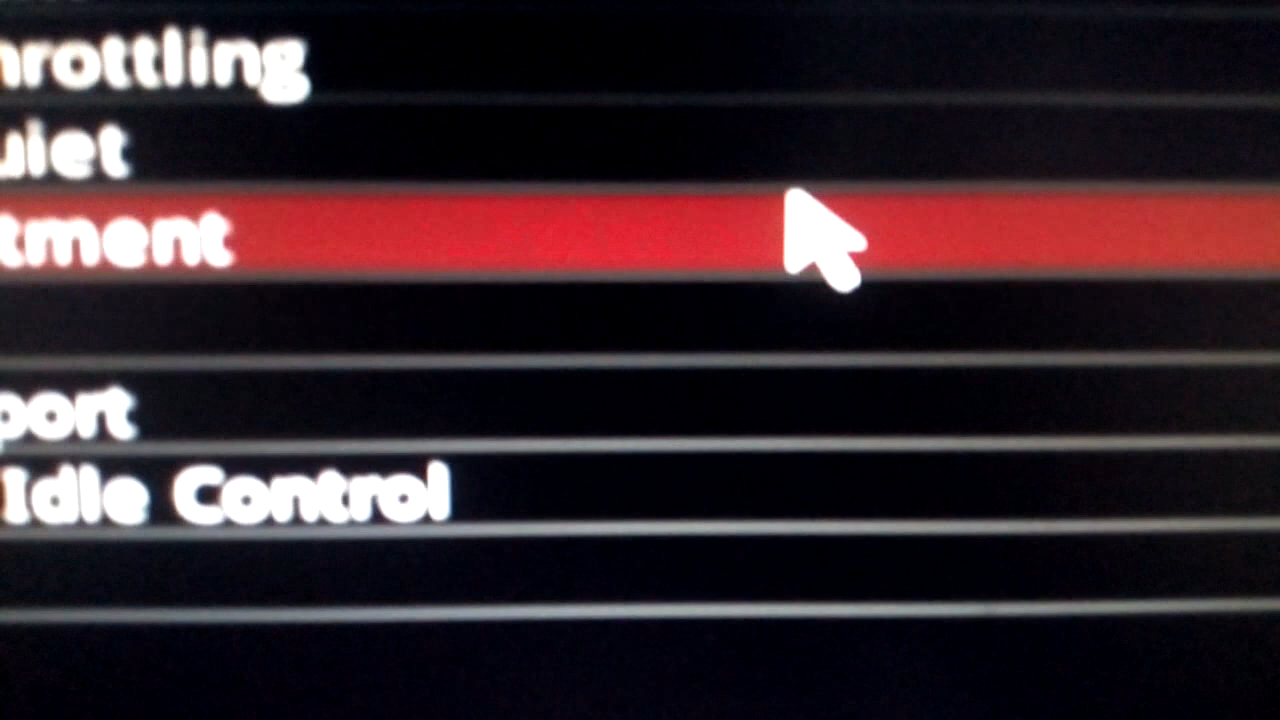 hrottling
uiet
tment
port
Idle Control